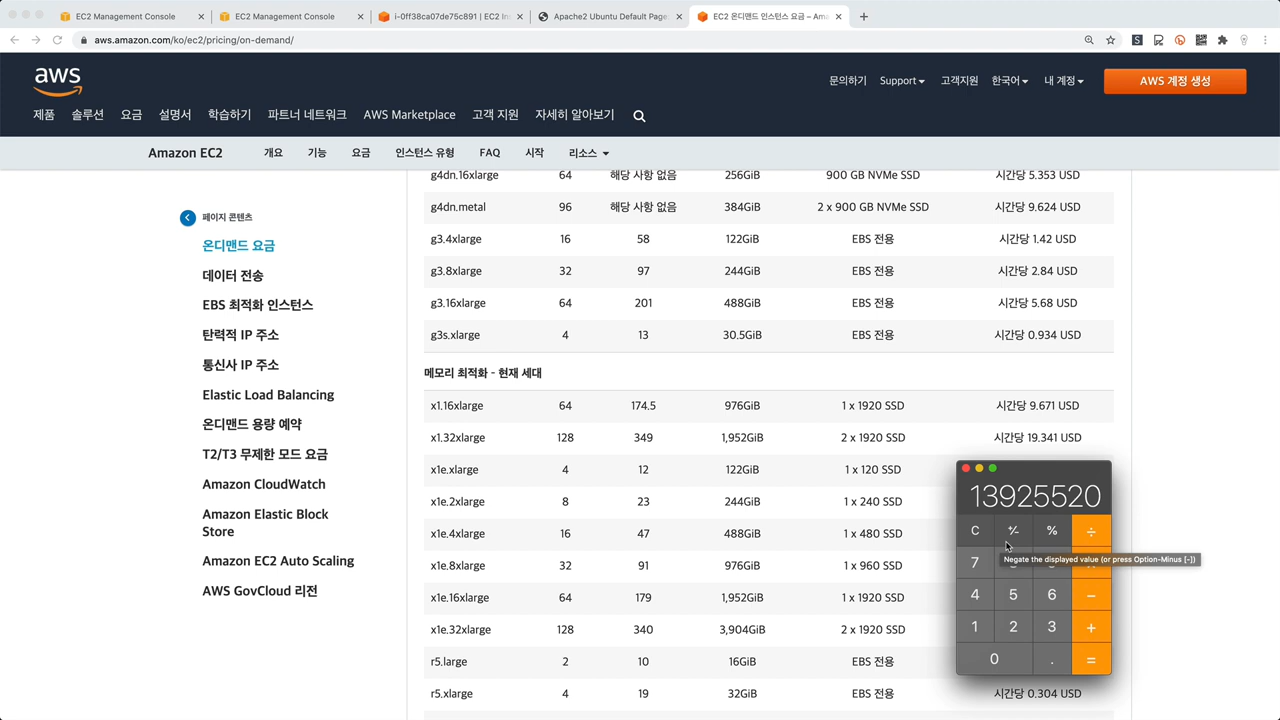 EC2 Management Console
EC2 Management Console
i-0ff38ca07de75c891 | EC2 In
Apache2 Ubuntu Default Page
EC2 온디맨드 인스턴스 요금 – Ama
aws.amazon.com/ko/ec2/pricing/on-demand/
aws
문의하기 Support 고객지원 한국어 내 계정 AWS 계정 생성
제품 솔루션 요금 설명서 학습하기 파트너 네트워크 AWS Marketplace 고객 지원 자세히 알아보기
Amazon EC2 개요 기능 요금 인스턴스 유형 FAQ 시작 리소스
페이지 콘텐츠
온디맨드 요금
데이터 전송
EBS 최적화 인스턴스
탄력적 IP 주소
통신사 IP 주소
Elastic Load Balancing
온디맨드 용량 예약
T2/T3 무제한 모드 요금
Amazon CloudWatch
Amazon Elastic Block
Store
Amazon EC2 Auto Scaling
AWS GovCloud 리전
g4dn.16xlarge 64 해당 사항 없음 256GiB 900 GB NVMe SSD 시간당 5.353 USD
g4dn.metal 96 해당 사항 없음 384GiB 2 x 900 GB NVMe SSD 시간당 9.624 USD
g3.4xlarge 16 58 122GiB EBS 전용 시간당 1.42 USD
g3.8xlarge 32 97 244GiB EBS 전용 시간당 2.84 USD
g3.16xlarge 64 201 488GiB EBS 전용 시간당 5.68 USD
g3s.xlarge 4 13 30.5GiB EBS 전용 시간당 0.934 USD
메모리 최적화 - 현재 세대
x1.16xlarge 64 174.5 976GiB 1 x 1920 SSD 시간당 9.671 USD
x1.32xlarge 128 349 1,952GiB 2 x 1920 SSD 시간당 19.341 USD
x1e.xlarge 4 12 122GiB 1 x 120 SSD
x1e.2xlarge 8 23 244GiB 1 x 240 SSD
x1e.4xlarge 16 47 488GiB 1 x 480 SSD
x1e.8xlarge 32 91 976GiB 1 x 960 SSD
x1e.16xlarge 64 179 1,952GiB 1 x 1920 SSD
x1e.32xlarge 128 340 3,904GiB 2 x 1920 SSD
r5.large 2 10 16GiB EBS 전용
r5.xlarge 4 19 32GiB EBS 전용 시간당 0.304 USD
13925520
C +/- % ÷
Negate the displayed value (or press Option-Minus [-])
7
4 5 6 −
1 2 3 +
0 . =